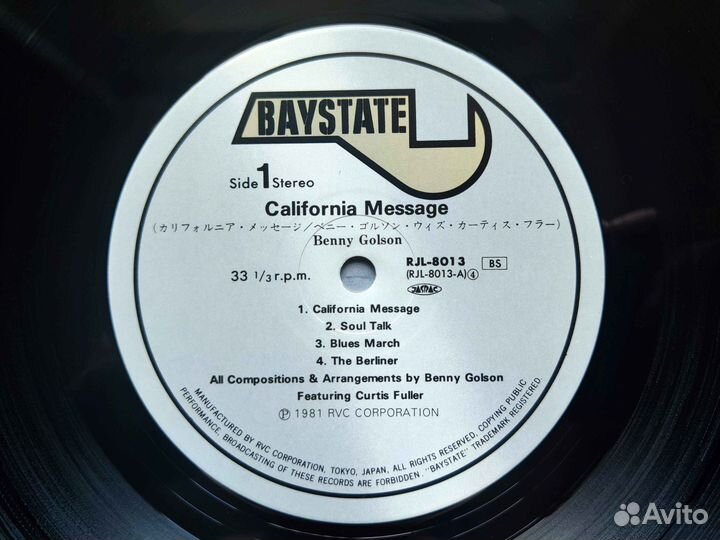 BAYSTATE
Side 1 Stereo
California Message
(カリフォルニア・メッセージ/ベニー・ゴルソン・ウィズ・カーティス・フラー)
Benny Golson
33 1/3 r.p.m.
RJL-8013 BS
(RJL-8013-A)④
JASRAC
1. California Message
2. Soul Talk
3. Blues March
4. The Berliner
All Compositions & Arrangements by Benny Golson
Featuring Curtis Fuller
Ⓟ 1981 RVC CORPORATION
MANUFACTURED BY RVC CORPORATION, TOKYO, JAPAN. ALL RIGHTS RESERVED. COPYING PUBLIC
PERFORMANCE, BROADCASTING OF THESE RECORDS ARE FORBIDDEN. "BAYSTATE" TRADEMARK REGISTERED.
Avito